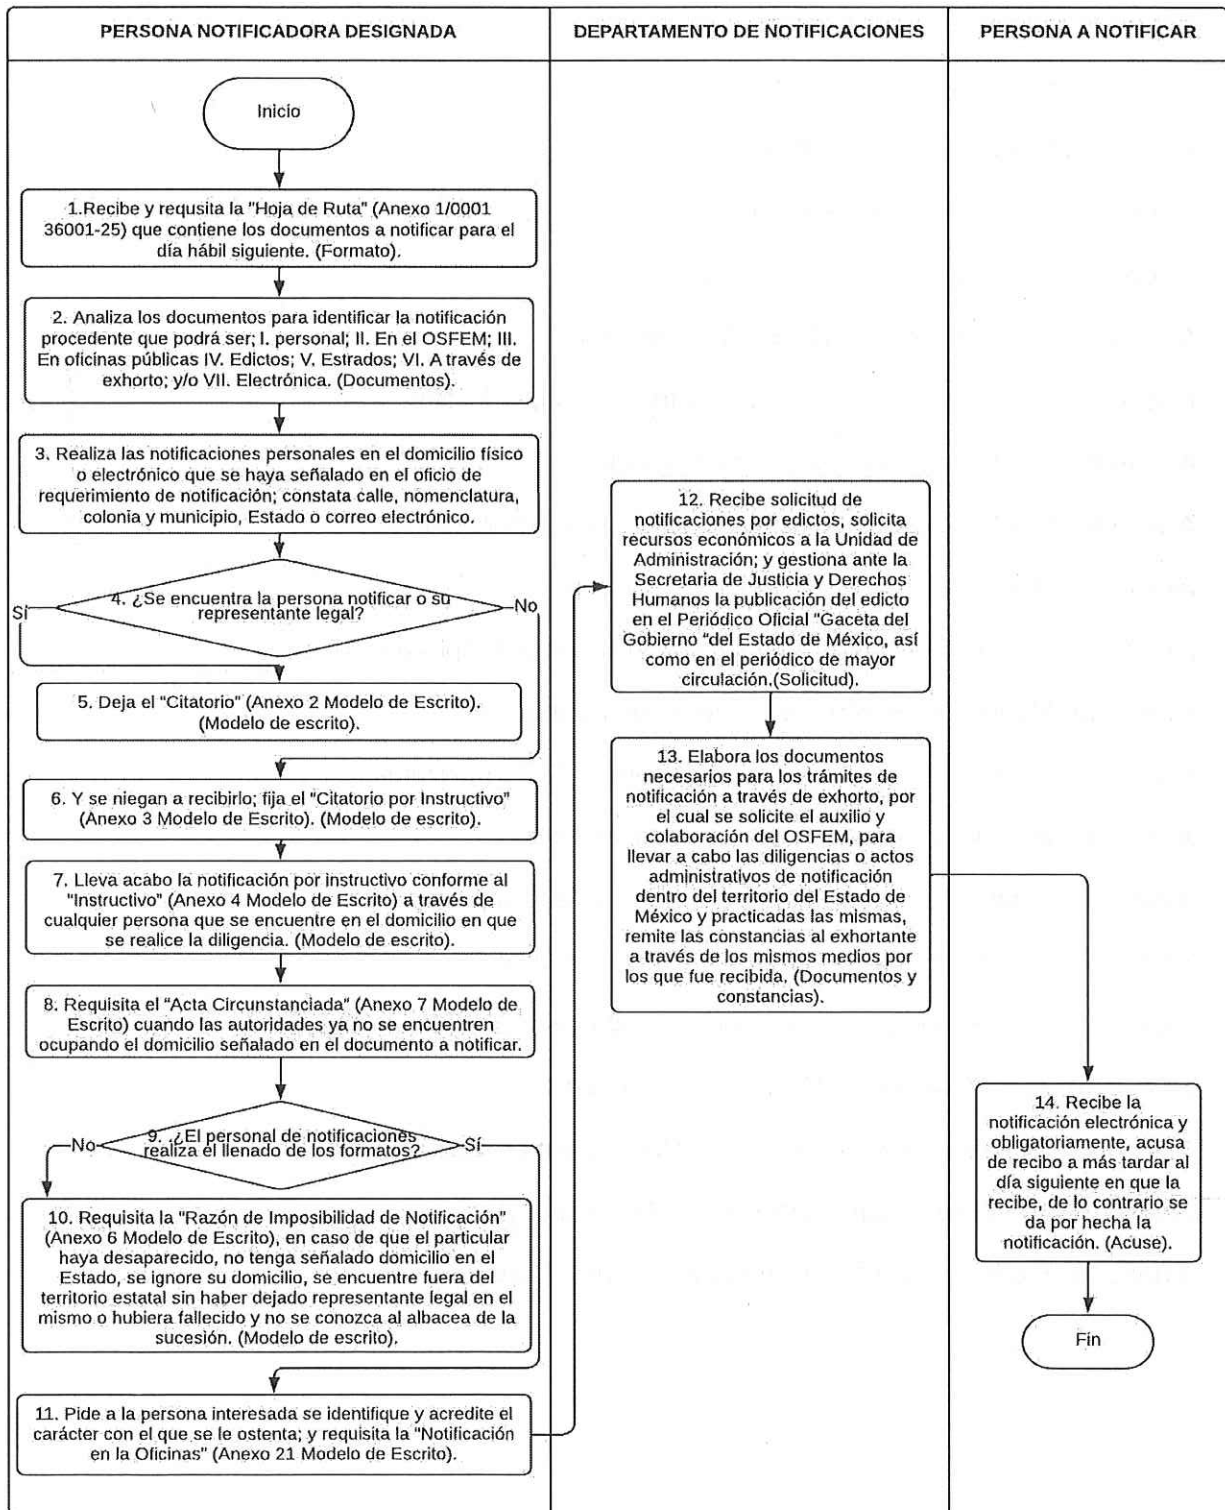 PERSONA NOTIFICADORA DESIGNADA
DEPARTAMENTO DE NOTIFICACIONES
PERSONA A NOTIFICAR
Inicio
1.Recibe y requsita la "Hoja de Ruta" (Anexo 1/0001
36001-25) que contiene los documentos a notificar para el
día hábil siguiente. (Formato).
2. Analiza los documentos para identificar la notificación
procedente que podrá ser; I. personal; II. En el OSFEM; III.
En oficinas públicas IV. Edictos; V. Estrados; VI. A través de
exhorto; y/o VII. Electrónica. (Documentos).
3. Realiza las notificaciones personales en el domicilio físico
o electrónico que se haya señalado en el oficio de
requerimiento de notificación; constata calle, nomenclatura,
colonia y municipio, Estado o correo electrónico.
4. ¿Se encuentra la persona notificar o su
representante legal?
Sí
No
5. Deja el "Citatorio" (Anexo 2 Modelo de Escrito).
(Modelo de escrito).
6. Y se niegan a recibirlo; fija el "Citatorio por Instructivo"
(Anexo 3 Modelo de Escrito). (Modelo de escrito).
7. Lleva acabo la notificación por instructivo conforme al
"Instructivo" (Anexo 4 Modelo de Escrito) a través de
cualquier persona que se encuentre en el domicilio en que
se realice la diligencia. (Modelo de escrito).
8. Requisita el "Acta Circunstanciada" (Anexo 7 Modelo de
Escrito) cuando las autoridades ya no se encuentren
ocupando el domicilio señalado en el documento a notificar.
9. .¿El personal de notificaciones
realiza el llenado de los formatos?
No
Sí
10. Requisita la "Razón de Imposibilidad de Notificación"
(Anexo 6 Modelo de Escrito), en caso de que el particular
haya desaparecido, no tenga señalado domicilio en el
Estado, se ignore su domicilio, se encuentre fuera del
territorio estatal sin haber dejado representante legal en el
mismo o hubiera fallecido y no se conozca al albacea de la
sucesión. (Modelo de escrito).
11. Pide a la persona interesada se identifique y acredite el
carácter con el que se le ostenta; y requisita la "Notificación
en la Oficinas" (Anexo 21 Modelo de Escrito).
12. Recibe solicitud de
notificaciones por edictos, solicita
recursos económicos a la Unidad de
Administración; y gestiona ante la
Secretaria de Justicia y Derechos
Humanos la publicación del edicto
en el Periódico Oficial "Gaceta del
Gobierno "del Estado de México, así
como en el periódico de mayor
circulación.(Solicitud).
13. Elabora los documentos
necesarios para los trámites de
notificación a través de exhorto, por
el cual se solicite el auxilio y
colaboración del OSFEM, para
llevar a cabo las diligencias o actos
administrativos de notificación
dentro del territorio del Estado de
México y practicadas las mismas,
remite las constancias al exhortante
a través de los mismos medios por
los que fue recibida. (Documentos y
constancias).
14. Recibe la
notificación electrónica y
obligatoriamente, acusa
de recibo a más tardar al
día siguiente en que la
recibe, de lo contrario se
da por hecha la
notificación. (Acuse).
Fín